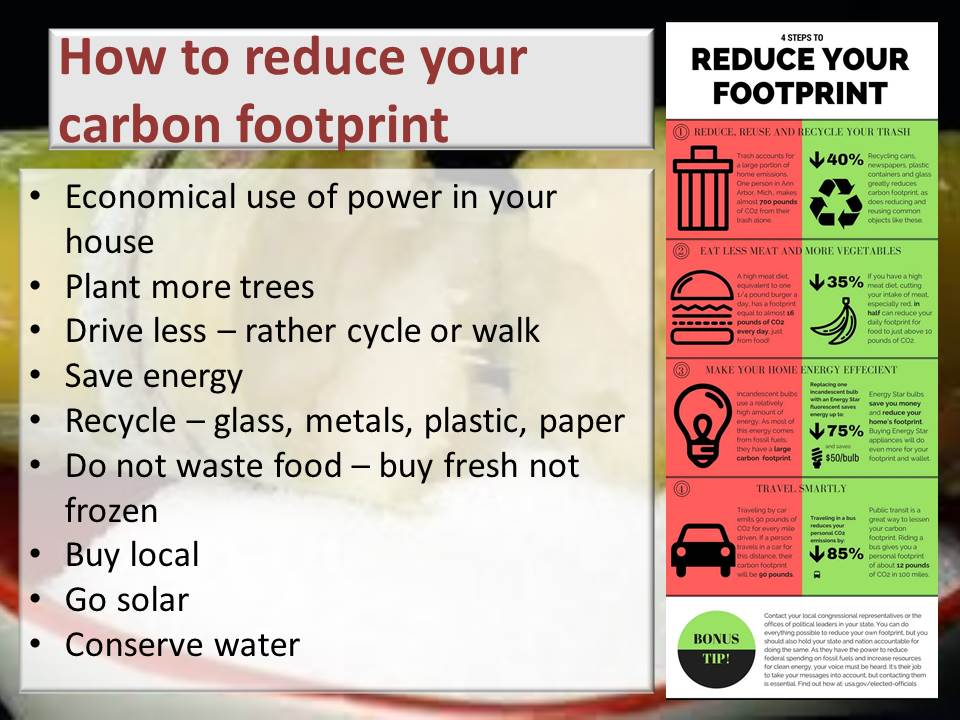 How to reduce your
carbon footprint
• Economical use of power in your
house
• Plant more trees
• Drive less – rather cycle or walk
• Save energy
• Recycle – glass, metals, plastic, paper
• Do not waste food – buy fresh not
frozen
• Buy local
• Go solar
• Conserve water
4 STEPS TO
REDUCE YOUR
FOOTPRINT
1 REDUCE, REUSE AND RECYCLE YOUR TRASH
Trash accounts for
a large portion of
home emissions.
One person in Ann
Arbor, Mich., makes
almost 700 pounds
of CO2 from their
trash alone.
40%
Recycling cans,
newspapers, plastic
containers and glass
greatly reduces
carbon footprint, as
does reducing and
reusing common
objects like these.
2 EAT LESS MEAT AND MORE VEGETABLES
A high meat diet,
equivalent to one
1/4 pound burger a
day, has a footprint
equal to almost 16
pounds of CO2
every day, just
from food!
35%
If you have a high
meat diet, cutting
your intake of meat,
especially red, in
half can reduce your
daily footprint for
food to just above 10
pounds of CO2.
3 MAKE YOUR HOME ENERGY EFFECIENT
Incandescent bulbs
use a relatively
high amount of
energy. As most of
this energy comes
from fossil fuels,
they have a large
carbon footprint.
Replacing one
incandescent bulb
with an Energy Star
fluorescent saves
energy up to:
75%
and saves
$50/bulb
Energy Star bulbs
save you money
and reduce your
home's footprint.
Buying Energy Star
appliances will do
even more for your
footprint and wallet.
4 TRAVEL SMARTLY
Traveling by car
emits 90 pounds of
CO2 for every mile
driven. If a person
travels in a car for
this distance, their
carbon footprint
will be 90 pounds.
Traveling in a bus
reduces your
personal CO2
emissions by:
85%
Public transit is a
great way to lessen
your carbon
footprint. Riding a
bus gives you a
personal footprint
of about 12 pounds
of CO2 in 100 miles.
BONUS
TIP!
Contact your local congressional representatives or the
offices of political leaders in your state. You can do
everything possible to reduce your own footprint, but you
should also hold your state and nation accountable for
doing the same. As they have the power to reduce
federal spending on fossil fuels and increase resources
for clean energy, your voice must be heard. It's their job
to take your messages into account, but contacting them
is essential. Find out how at: usa.gov/elected-officials